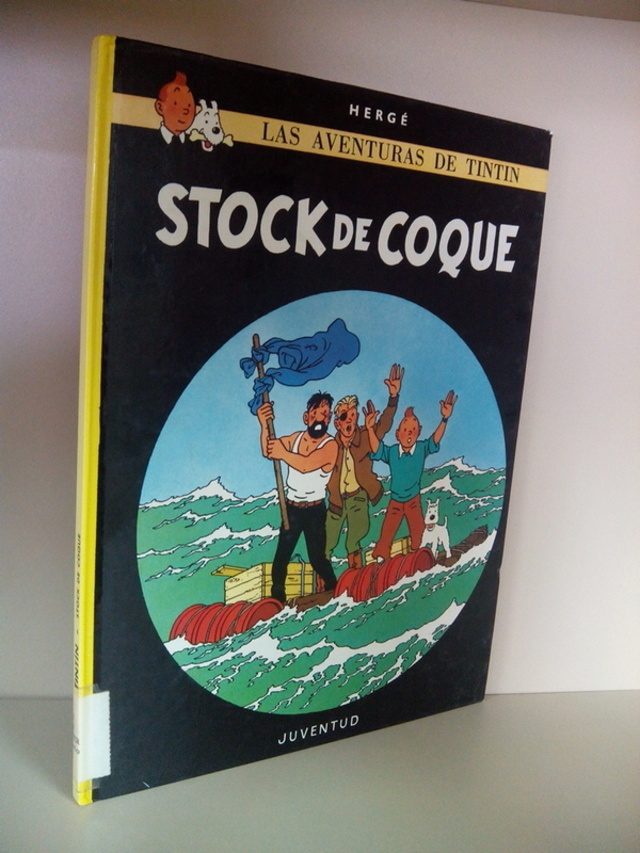 HERGÉ
LAS AVENTURAS DE TINTIN
STOCK DE COQUE
JUVENTUD
TINTIN - STOCK DE COQUE